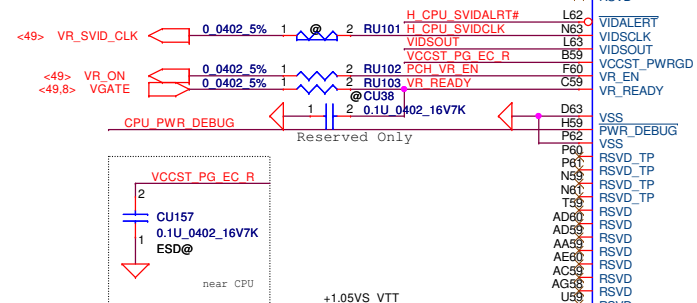 H_CPU_SVIDALRT# L62 VIDALERT
<49> VR_SVID_CLK 0_0402_5% 1 @ 2 RU101 H_CPU_SVIDCLK N63 VIDSCLK
VIDSOUT L63 VIDSOUT
VCCST_PG_EC_R B59 VCCST_PWRGD
<49> VR_ON 0_0402_5% 1 2 RU102 PCH_VR_EN F60 VR_EN
<49,8> VGATE 0_0402_5% 1 2 RU103 VR_READY C59 VR_READY
@ CU38
1 2 0.1U_0402_16V7K D63 VSS
CPU_PWR_DEBUG H59 PWR_DEBUG
Reserved Only P62 VSS
P60 RSVD_TP
P61 RSVD_TP
N59 RSVD_TP
N61 RSVD_TP
T59 RSVD
AD60 RSVD
AD59 RSVD
AA59 RSVD
AE60 RSVD
AC59 RSVD
AG58 RSVD
U59 RSVD
VCCST_PG_EC_R
2
CU157
0.1U_0402_16V7K
1
ESD@
near CPU
+1.05VS_VTT